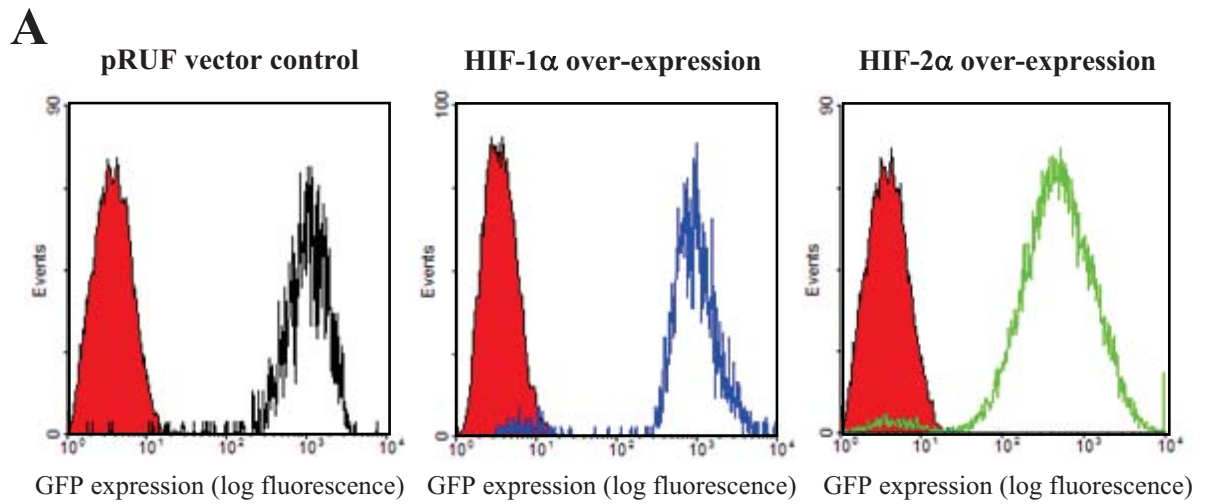 A
pRUF vector control
HIF-1α over-expression
HIF-2α over-expression
90
Events
0
10⁰ 10¹ 10² 10³ 10⁴
GFP expression (log fluorescence)
100
Events
0
10⁰ 10¹ 10² 10³ 10⁴
GFP expression (log fluorescence)
90
Events
0
10⁰ 10¹ 10² 10³ 10⁴
GFP expression (log fluorescence)